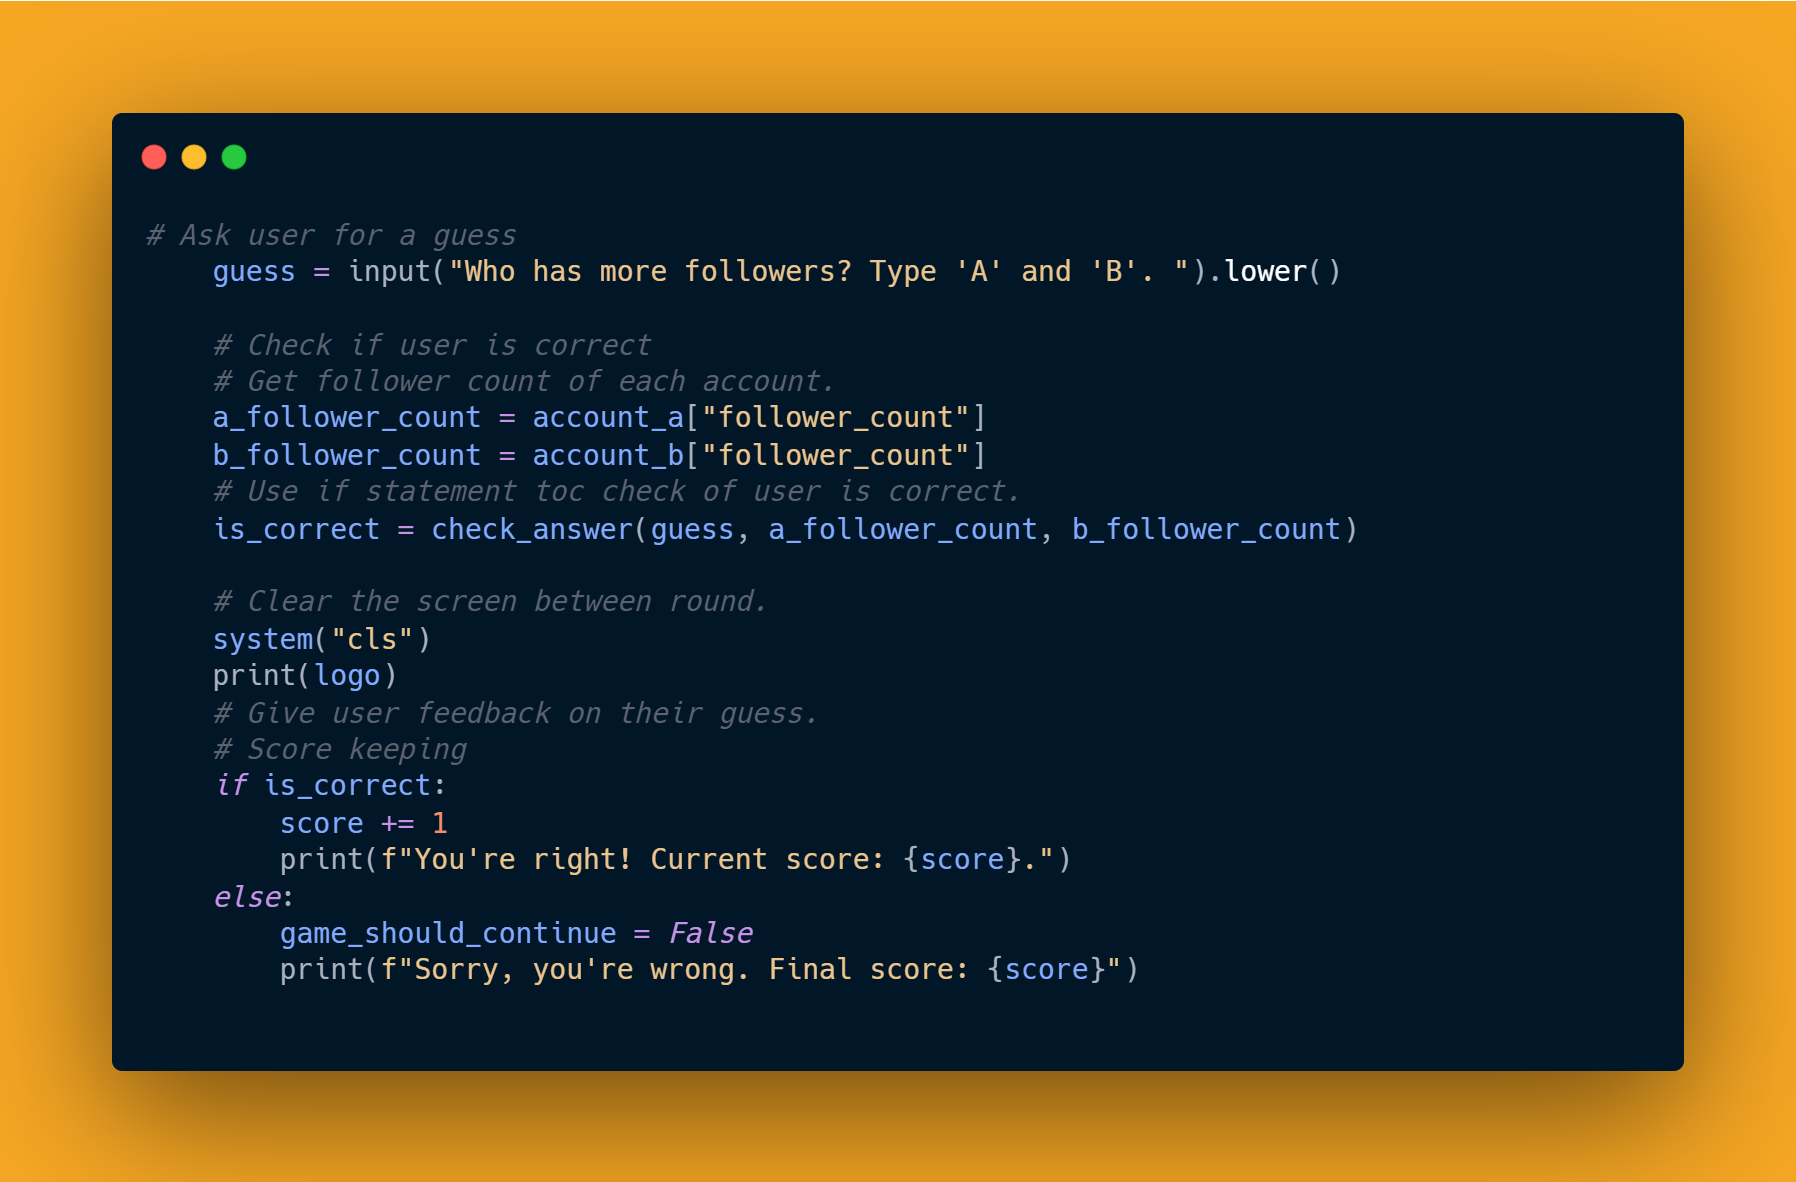 # Ask user for a guess
    guess = input("Who has more followers? Type 'A' and 'B'. ").lower()

    # Check if user is correct
    # Get follower count of each account.
    a_follower_count = account_a["follower_count"]
    b_follower_count = account_b["follower_count"]
    # Use if statement toc check of user is correct.
    is_correct = check_answer(guess, a_follower_count, b_follower_count)

    # Clear the screen between round.
    system("cls")
    print(logo)
    # Give user feedback on their guess.
    # Score keeping
    if is_correct:
        score += 1
        print(f"You're right! Current score: {score}.")
    else:
        game_should_continue = False
        print(f"Sorry, you're wrong. Final score: {score}")